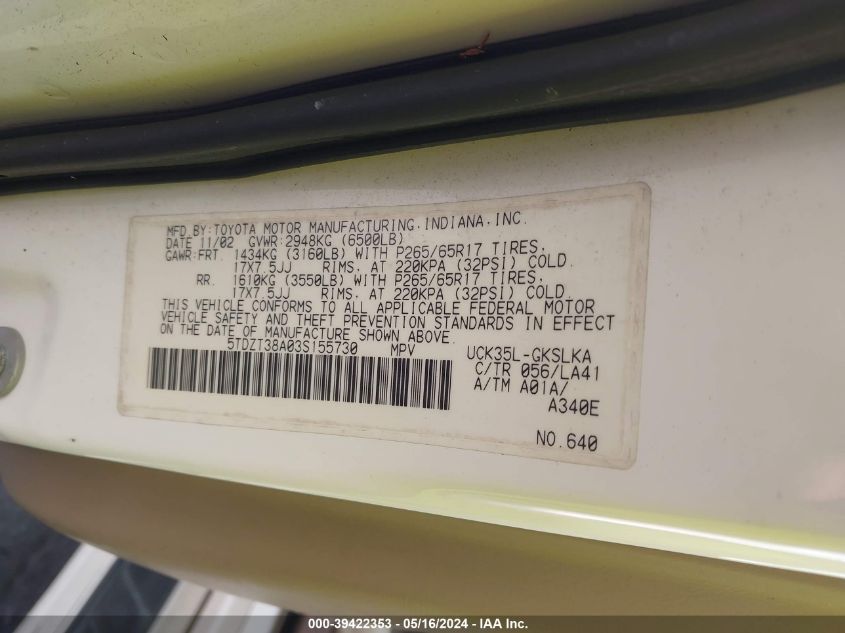 MFD.BY:TOYOTA MOTOR MANUFACTURING,INDIANA,INC.
DATE 11/02 GVWR:2948KG (6500LB)
GAWR:FRT. 1434KG (3160LB) WITH P265/65R17 TIRES,
17X7.5JJ RIMS, AT 220KPA (32PSI) COLD.
RR. 1610KG (3550LB) WITH P265/65R17 TIRES,
17X7.5JJ RIMS, AT 220KPA (32PSI) COLD.
THIS VEHICLE CONFORMS TO ALL APPLICABLE FEDERAL MOTOR
VEHICLE SAFETY AND THEFT PREVENTION STANDARDS IN EFFECT
ON THE DATE OF MANUFACTURE SHOWN ABOVE.
5TDZT38A03S155730 MPV UCK35L-GKSLKA
C/TR 056/LA41
A/TM A01A/
A340E
NO.640
000-39422353 - 05/16/2024 - IAA Inc.